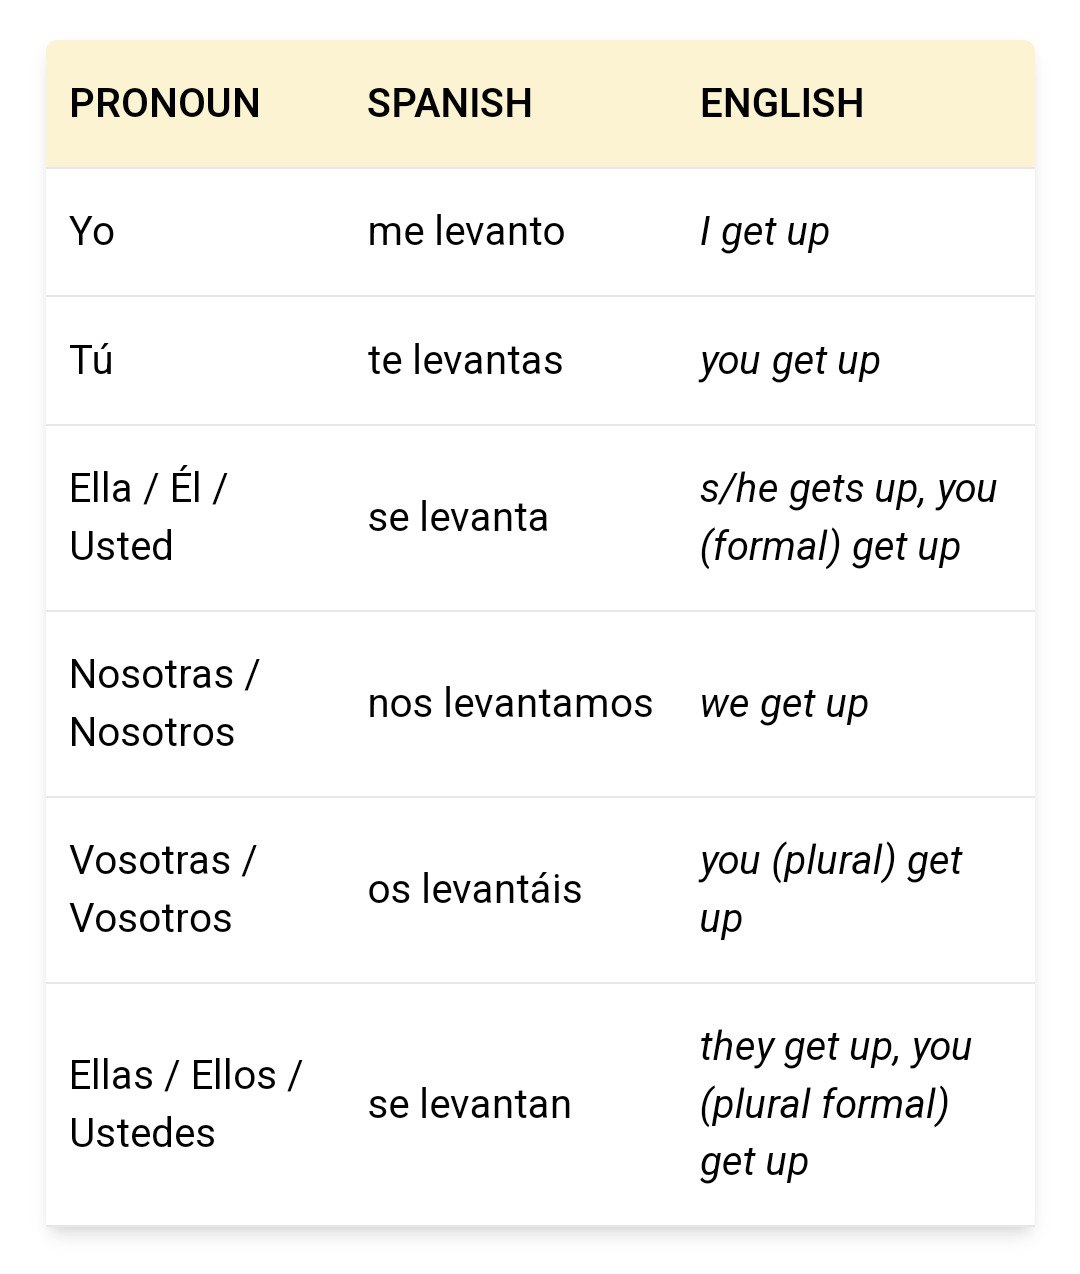 PRONOUN SPANISH ENGLISH
Yo me levanto I get up
Tú te levantas you get up
Ella / Él /
Usted
se levanta
s/he gets up, you
(formal) get up
Nosotras /
Nosotros
nos levantamos
we get up
Vosotras /
Vosotros
os levantáis
you (plural) get
up
Ellas / Ellos /
Ustedes
se levantan
they get up, you
(plural formal)
get up